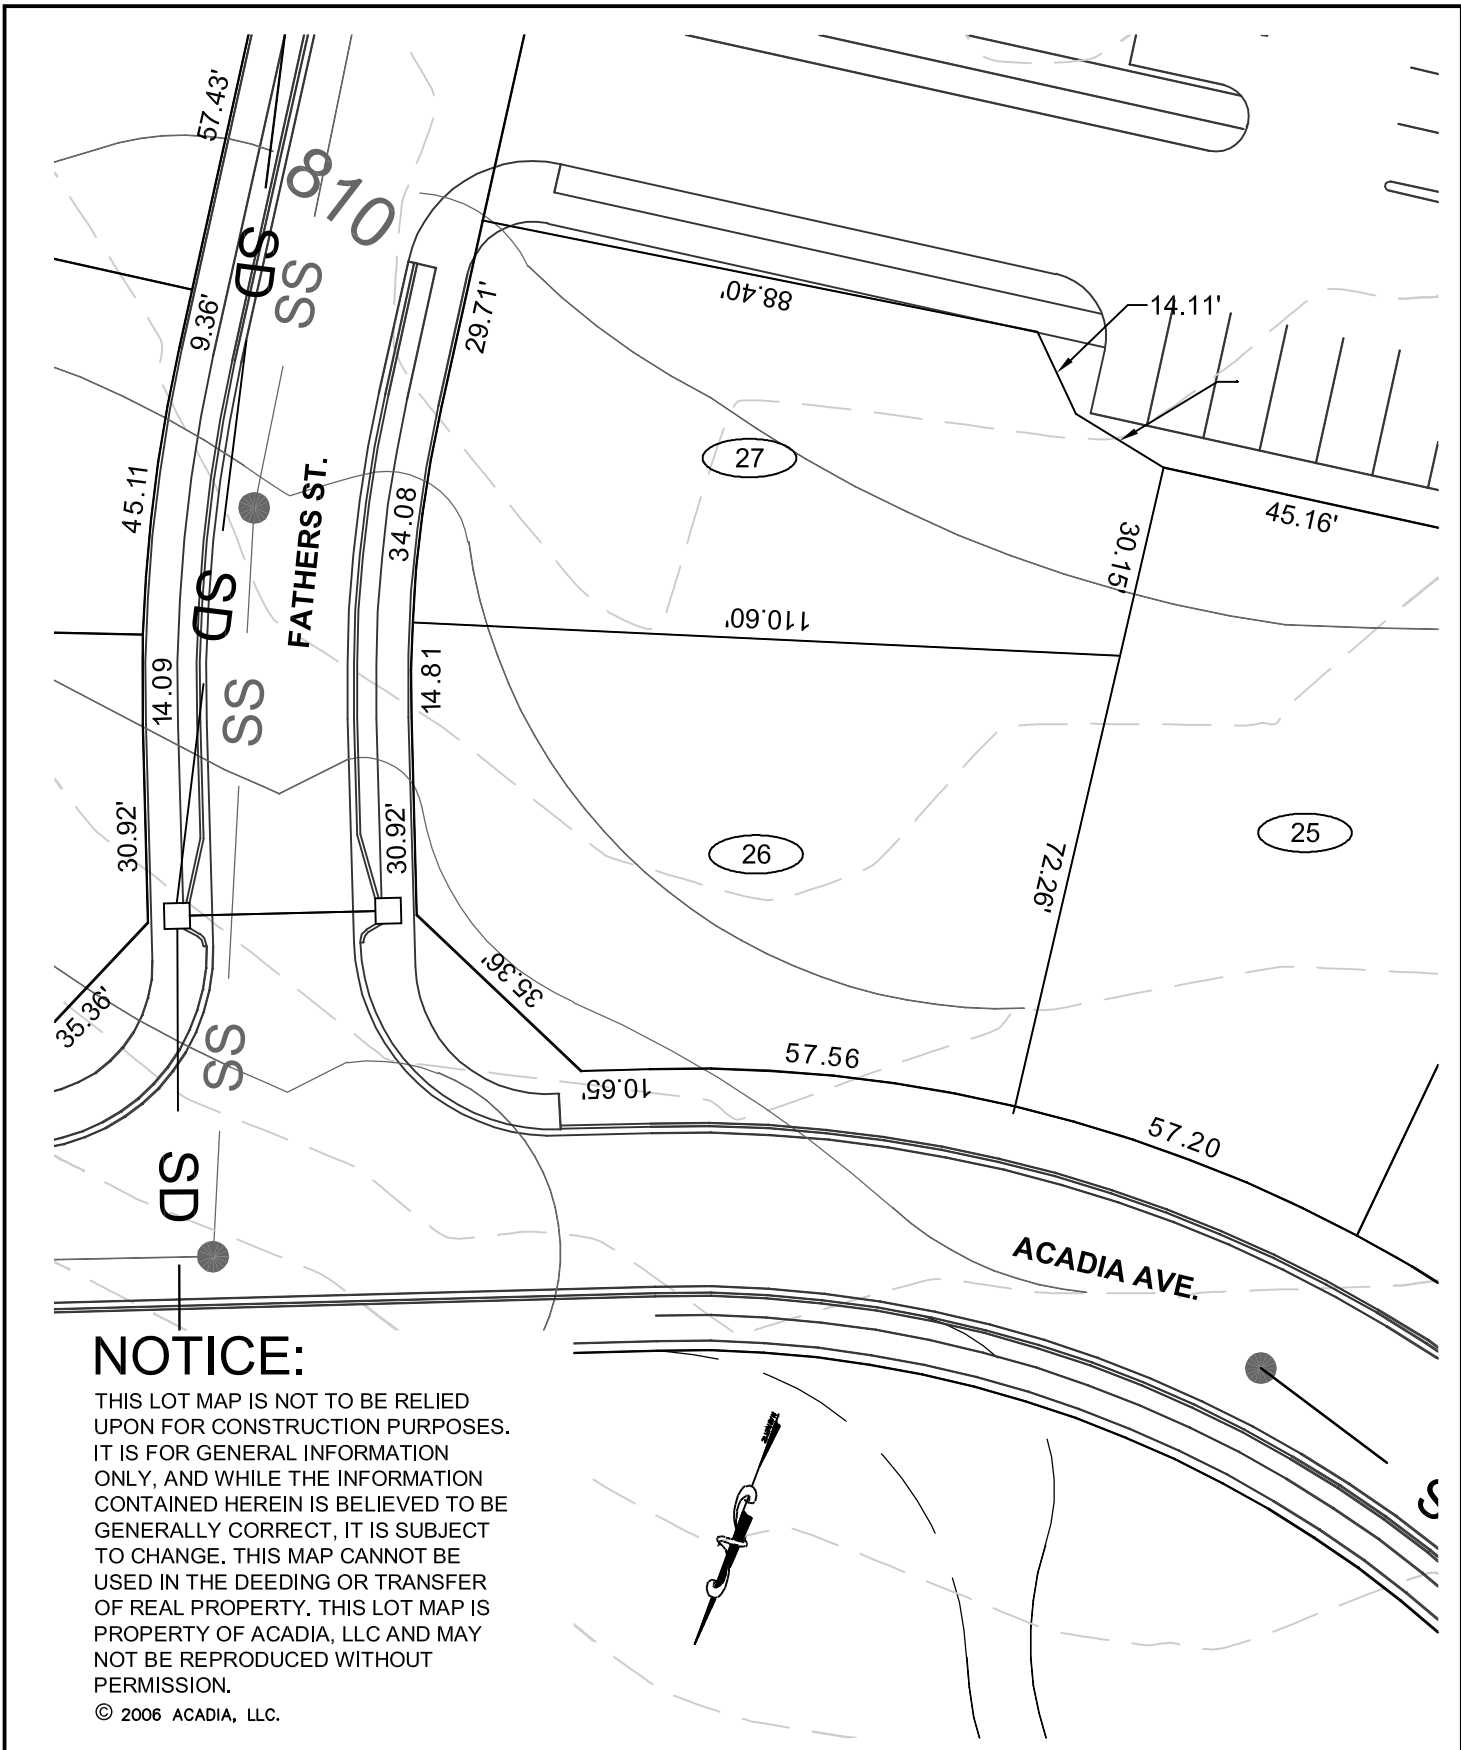 57.43'
810
SD
SS
9.36'
29.71'
88.40'
14.11'
27
45.11
FATHERS ST.
34.08
45.16'
30.15'
SD
110.60'
14.09
SS
14.81
30.92'
30.92'
26
25
72.26'
35.36'
35.36'
SS
57.56
10.65'
57.20
SD
ACADIA AVE.
NOTICE:
THIS LOT MAP IS NOT TO BE RELIED
UPON FOR CONSTRUCTION PURPOSES.
IT IS FOR GENERAL INFORMATION
ONLY, AND WHILE THE INFORMATION
CONTAINED HEREIN IS BELIEVED TO BE
GENERALLY CORRECT, IT IS SUBJECT
TO CHANGE. THIS MAP CANNOT BE
USED IN THE DEEDING OR TRANSFER
OF REAL PROPERTY. THIS LOT MAP IS
PROPERTY OF ACADIA, LLC AND MAY
NOT BE REPRODUCED WITHOUT
PERMISSION.
© 2006 ACADIA, LLC.